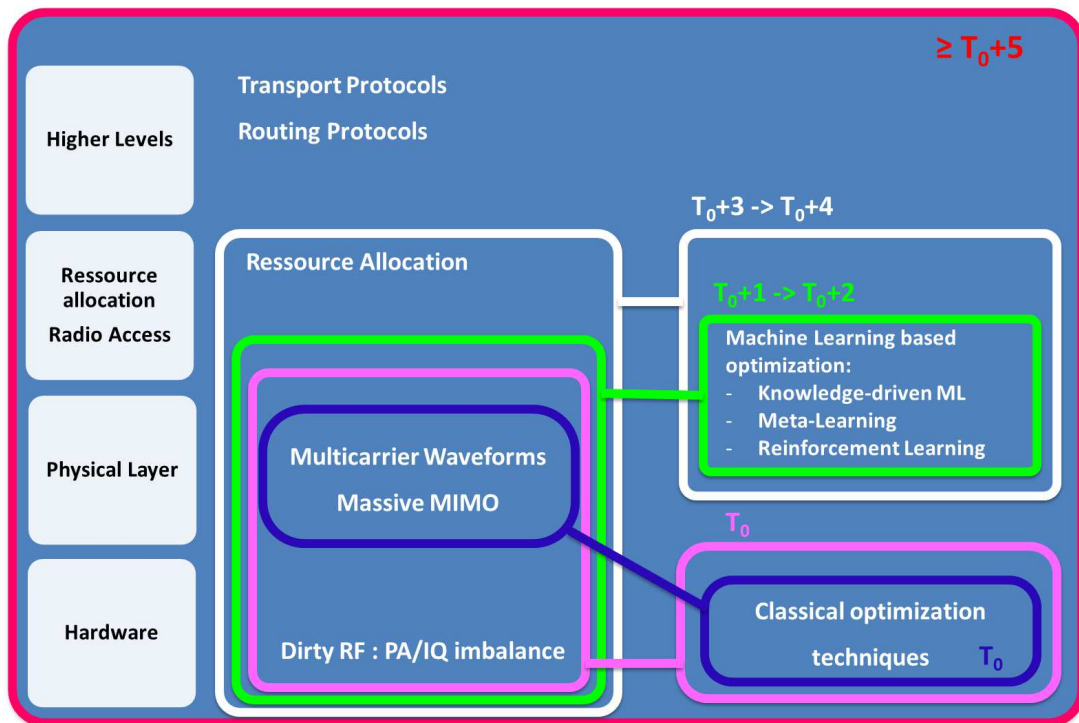 ≥ T0+5
Higher Levels
Transport Protocols
Routing Protocols
Ressource
allocation
Radio Access
Ressource Allocation
T0+3 -> T0+4
T0+1 -> T0+2
Machine Learning based
optimization:
- Knowledge-driven ML
- Meta-Learning
- Reinforcement Learning
Physical Layer
Multicarrier Waveforms
Massive MIMO
T0
Hardware
Dirty RF : PA/IQ imbalance
Classical optimization
techniques T0